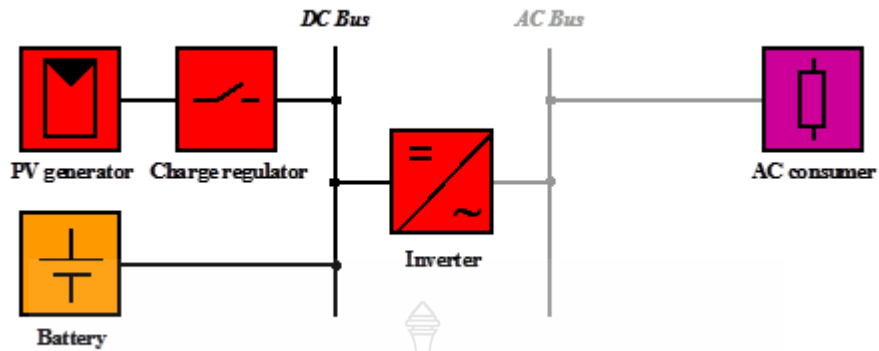 DC Bus
AC Bus
PV generator
Charge regulator
AC consumer
Inverter
Battery